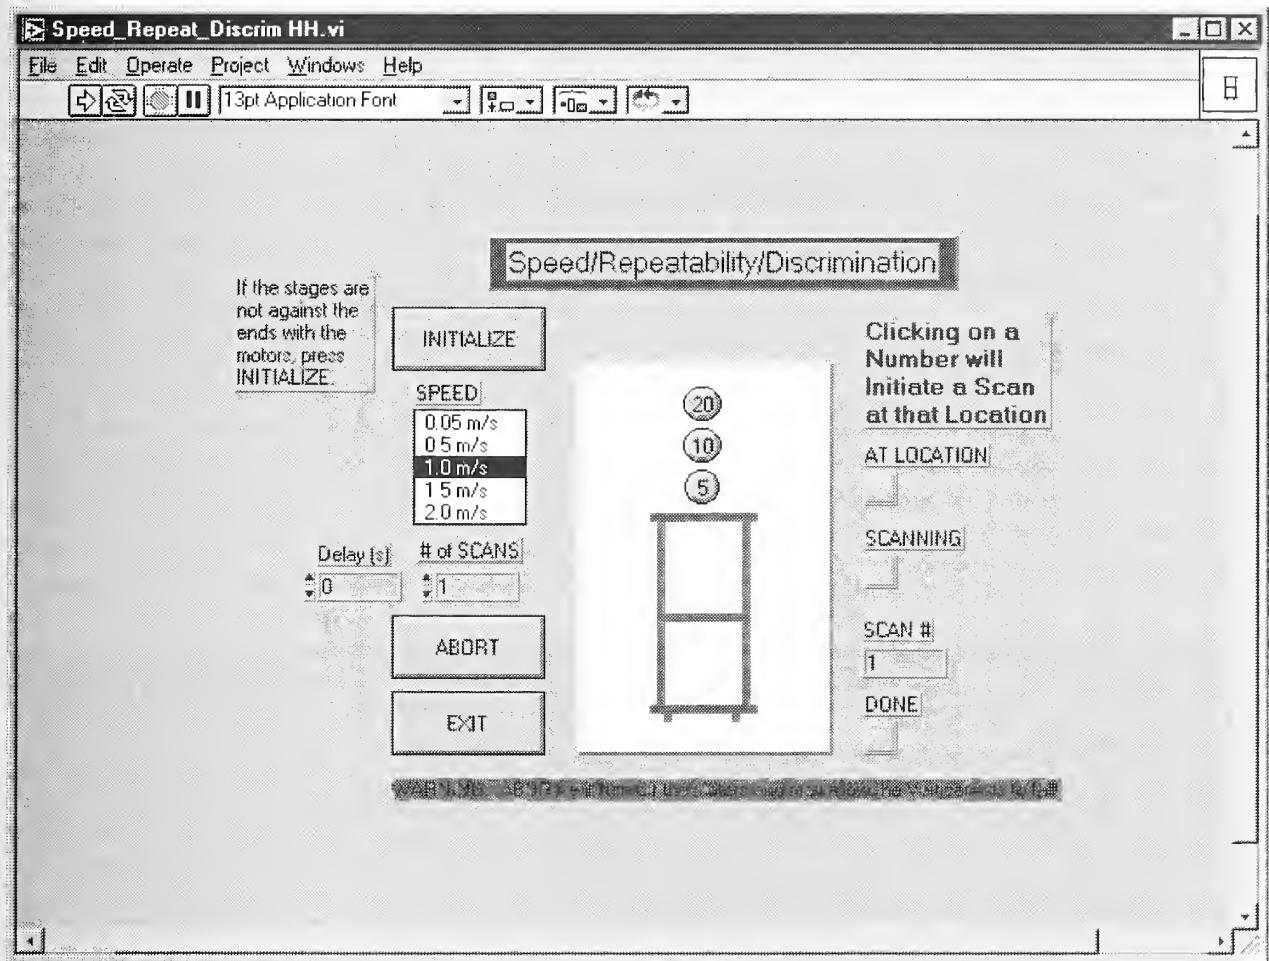 Speed_Repeat_Discrim HH.vi
File Edit Operate Project Windows Help
13pt Application Font
Speed/Repeatability/Discrimination
If the stages are
not against the
ends with the
motors, press
INITIALIZE.
INITIALIZE
SPEED
0.05 m/s
0.5 m/s
1.0 m/s
1.5 m/s
2.0 m/s
Delay (s)
0
# of SCANS
1
ABORT
EXIT
20
10
5
Clicking on a
Number will
Initiate a Scan
at that Location
AT LOCATION
SCANNING
SCAN #
1
DONE
WARNING: ABORT